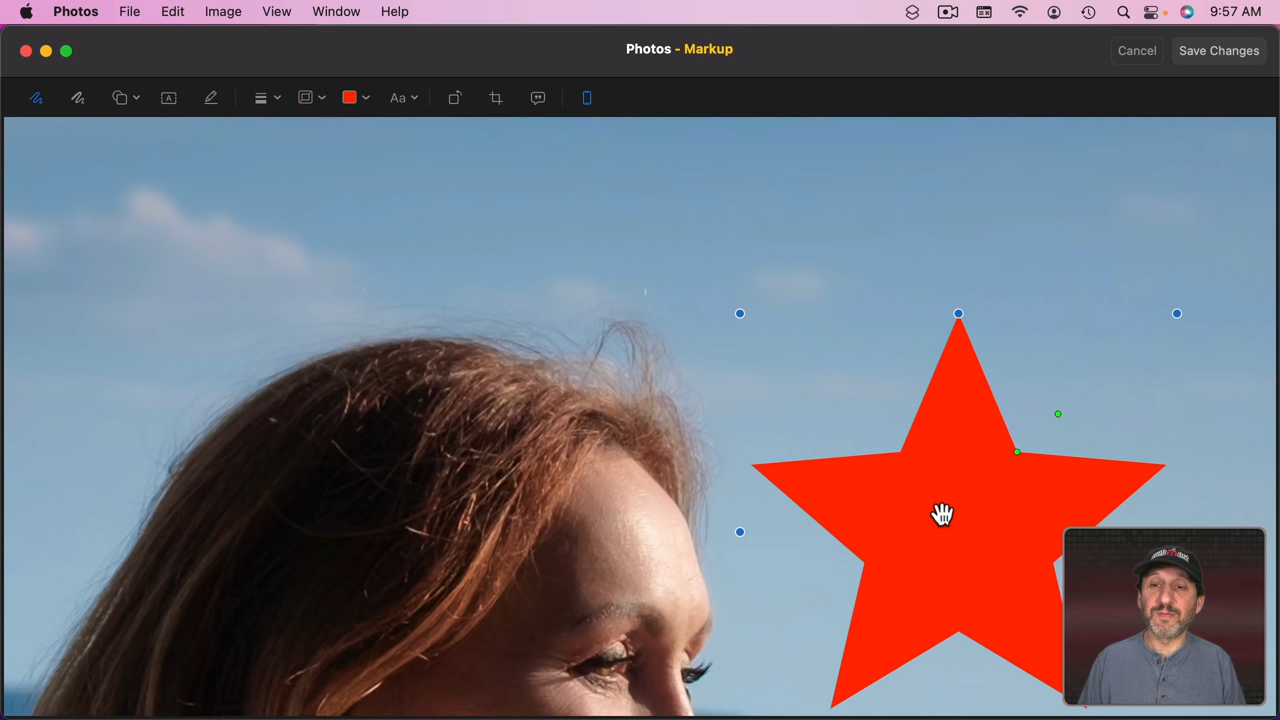 Photos File Edit Image View Window Help 9:57 AM
Photos - Markup Cancel Save Changes
A Aa